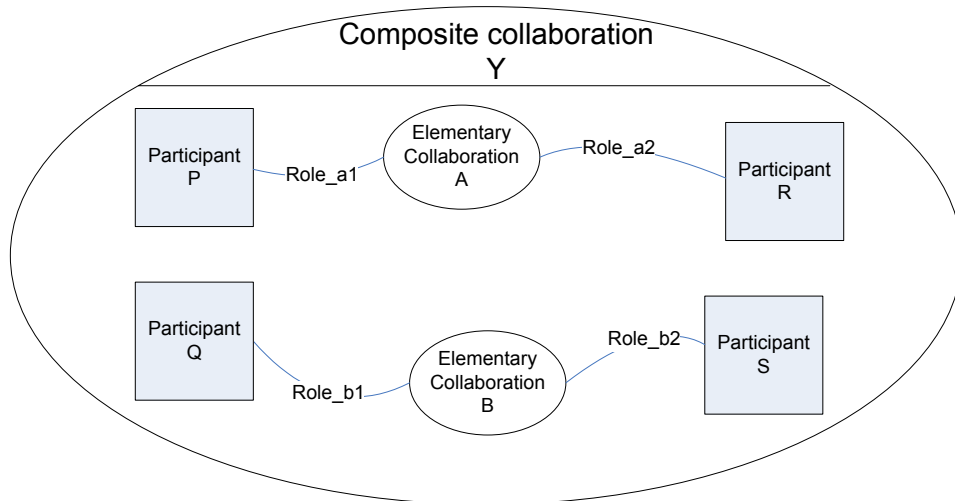 Composite collaboration
Y
Participant
P
Role_a1
Elementary
Collaboration
A
Role_a2
Participant
R
Participant
Q
Role_b1
Elementary
Collaboration
B
Role_b2
Participant
S